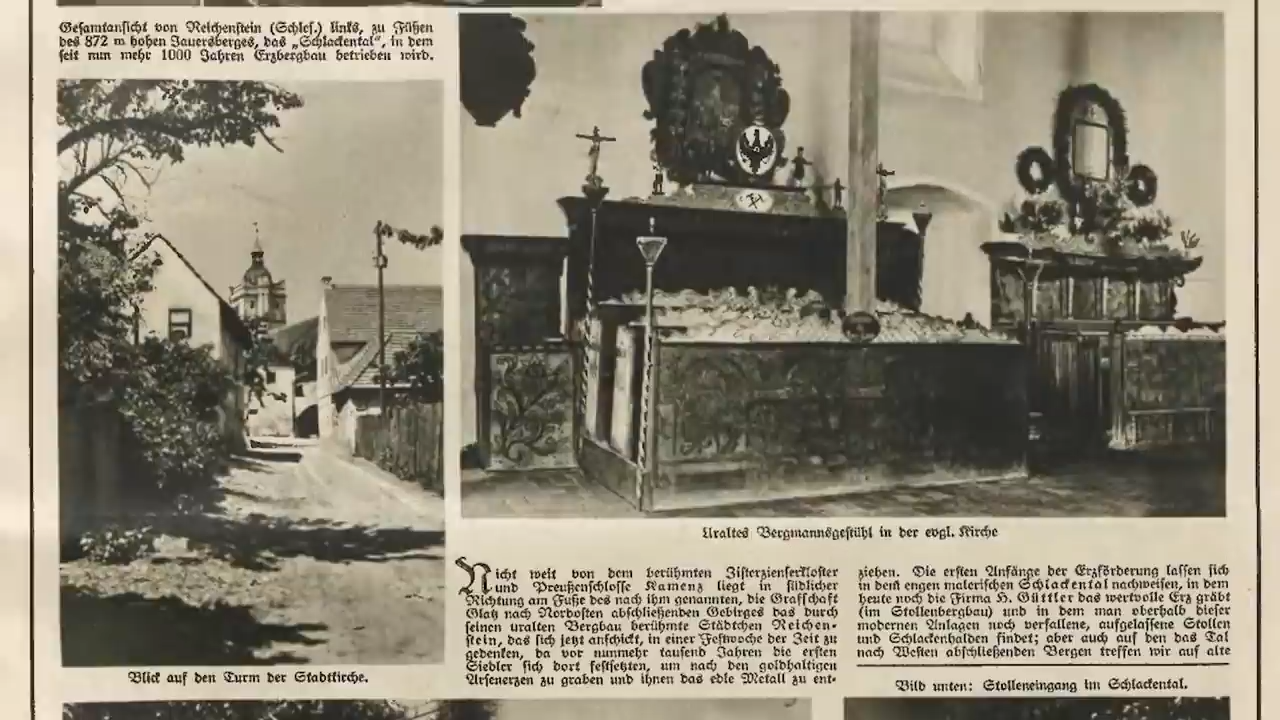 Gesamtansicht von Reichenstein (Schles.) links, zu Füßen
des 872 m hohen Jauersberges, das „Schlackental“, in dem
seit nun mehr 1000 Jahren Erzbergbau betrieben wird.
Uraltes Bergmannsgestühl in der evgl. Kirche
Blick auf den Turm der Stadtkirche.
Nicht weit von dem berühmten Zisterzienserkloster
und Preußenschlosse Kamenz liegt in südlicher
Richtung am Fuße des nach ihm genannten, die Grafschaft
Glatz nach Nordosten abschließenden Gebirges das durch
seinen uralten Bergbau berühmte Städtchen Reichen-
stein, das sich jetzt anschickt, in einer Festwoche der Zeit zu
gedenken, da vor nunmehr tausend Jahren die ersten
Siedler sich dort festsetzten, um nach den goldhaltigen
Arsenerzen zu graben und ihnen das edle Metall zu ent-
ziehen. Die ersten Anfänge der Erzförderung lassen sich
in dem engen malerischen Schlackental nachweisen, in dem
heute noch die Firma H. Güttler das wertvolle Erz gräbt
(im Stollenbergbau) und in dem man oberhalb dieser
modernen Anlagen noch verfallene, aufgelassene Stollen
und Schlackenhalden findet; aber auch auf den das Tal
nach Westen abschließenden Bergen treffen wir auf alte
Bild unten: Stolleneingang im Schlackental.